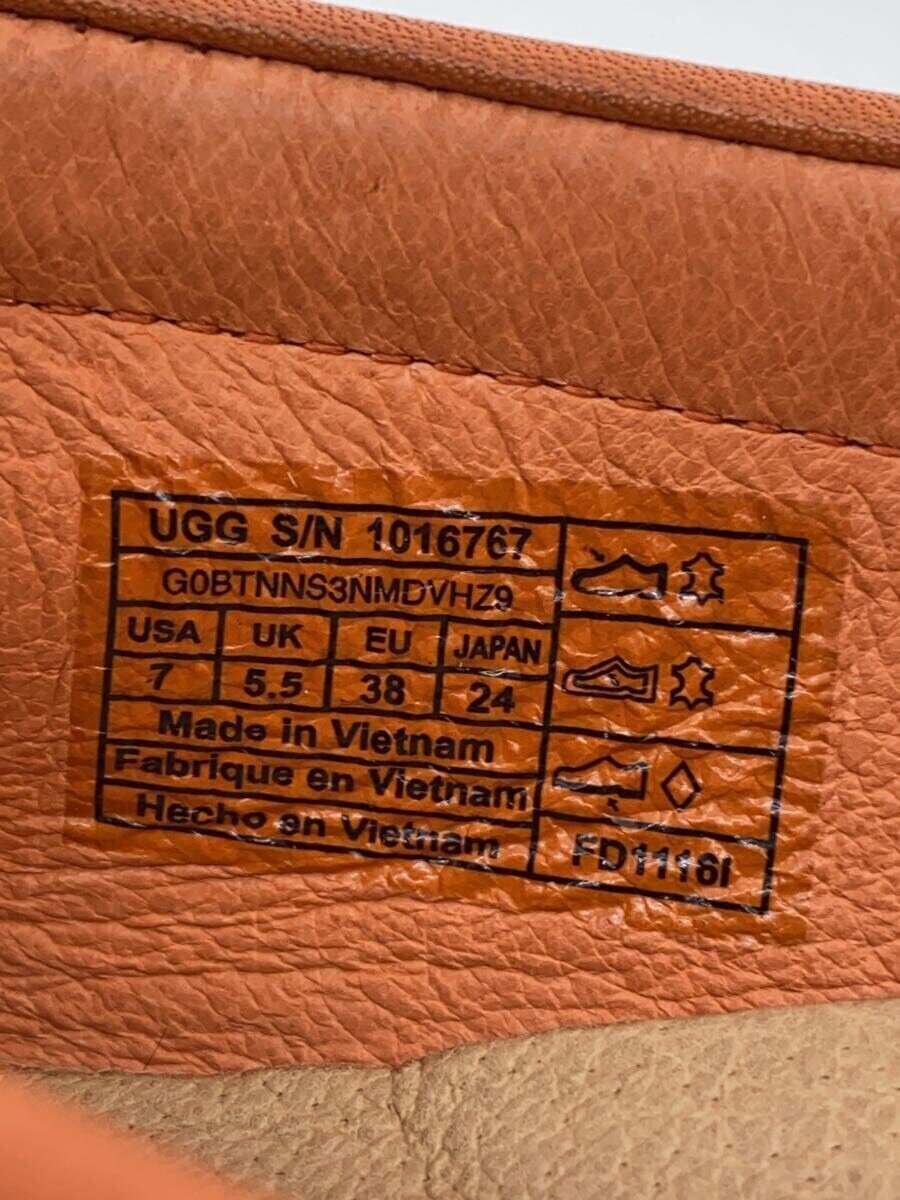 UGG S/N 1016767
G0BTNNS3NMDVHZ9
USA UK EU JAPAN
7 5.5 38 24
Made in Vietnam
Fabrique en Vietnam
Hecho en Vietnam
FD1116I